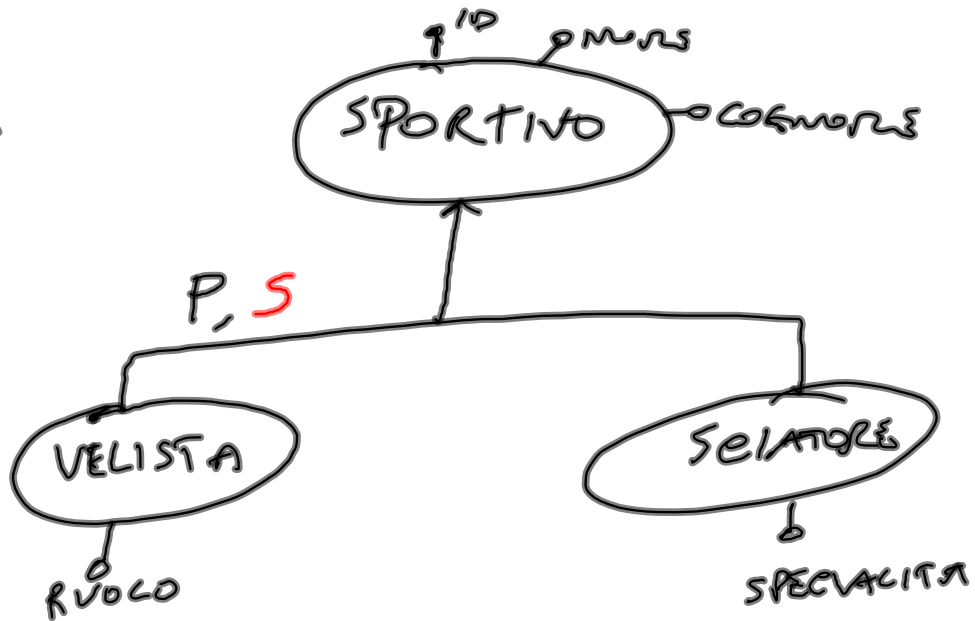 ID
NOME
SPORTIVO
COGNOME
P, S
VELISTA
SCIATORE
RUOLO
SPECIALITA